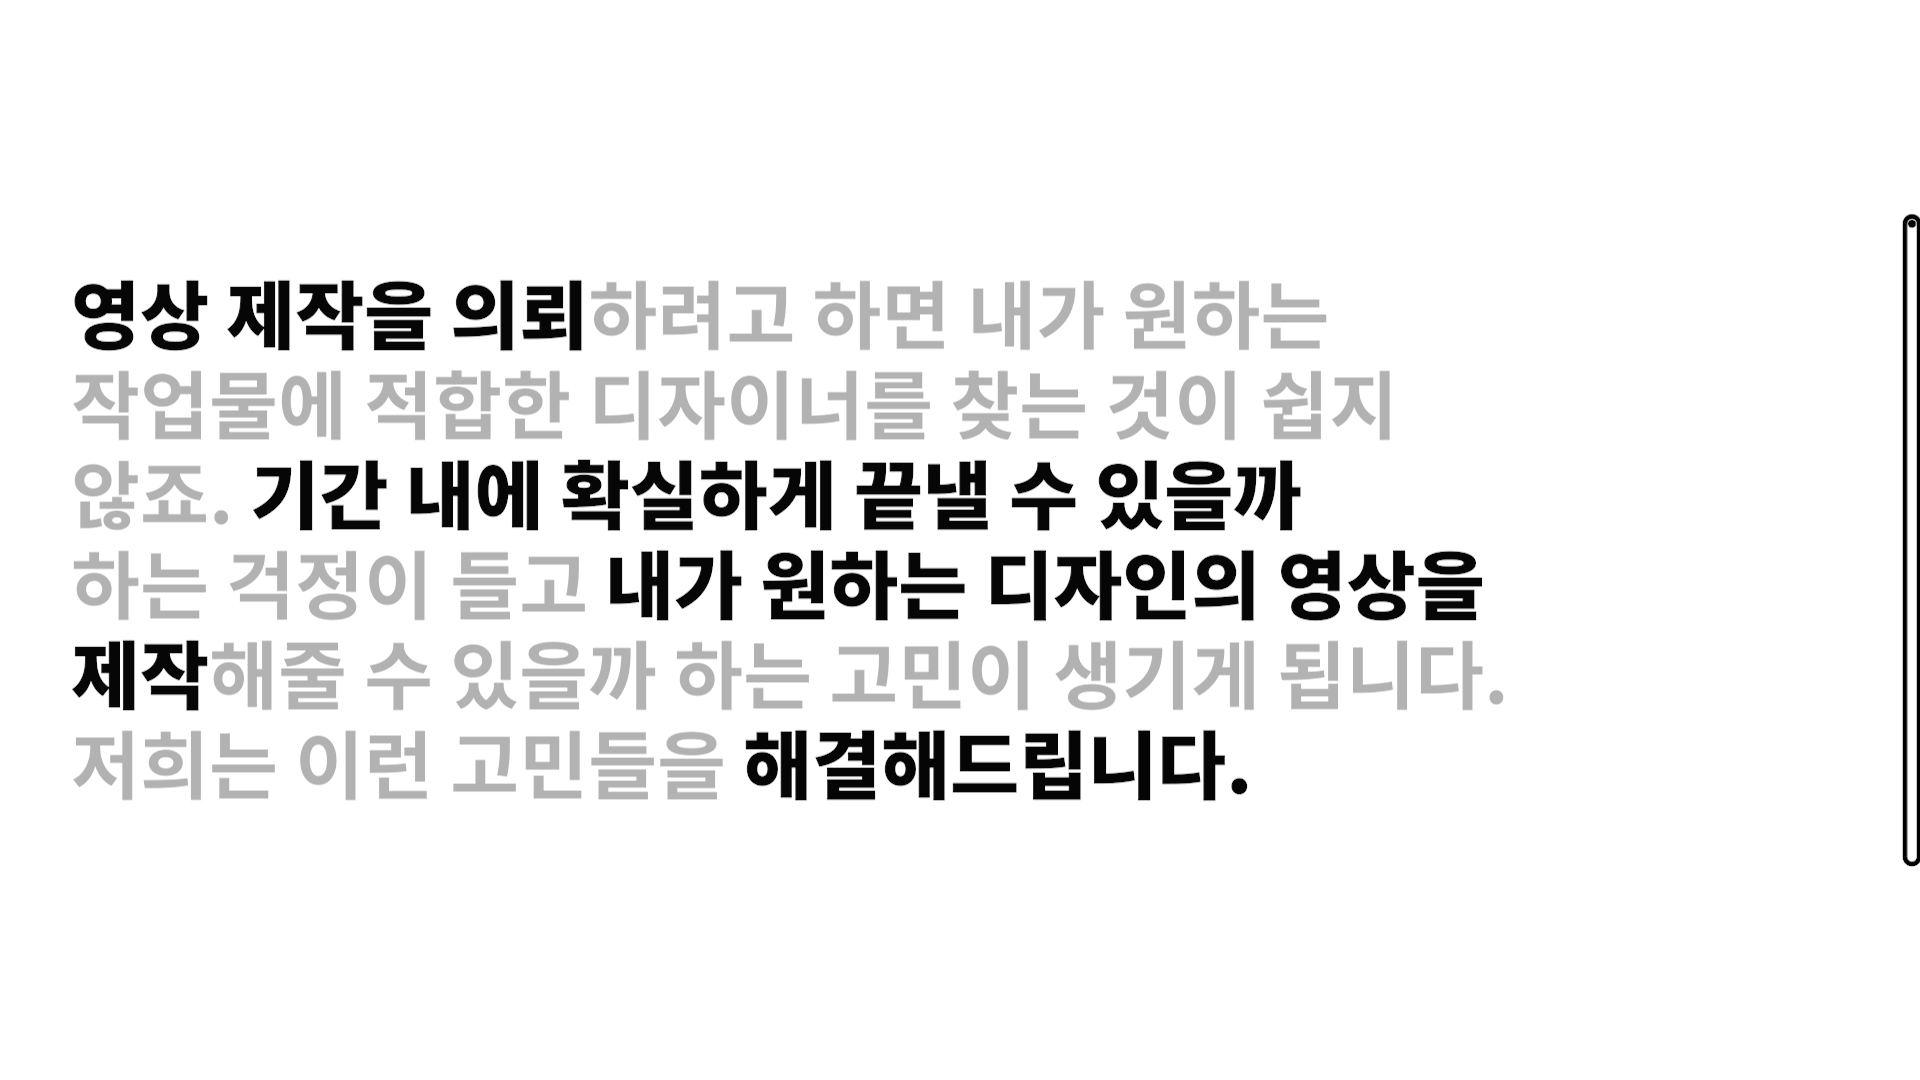 영상 제작을 의뢰하려고 하면 내가 원하는
작업물에 적합한 디자이너를 찾는 것이 쉽지
않죠. 기간 내에 확실하게 끝낼 수 있을까
하는 걱정이 들고 내가 원하는 디자인의 영상을
제작해줄 수 있을까 하는 고민이 생기게 됩니다.
저희는 이런 고민들을 해결해드립니다.